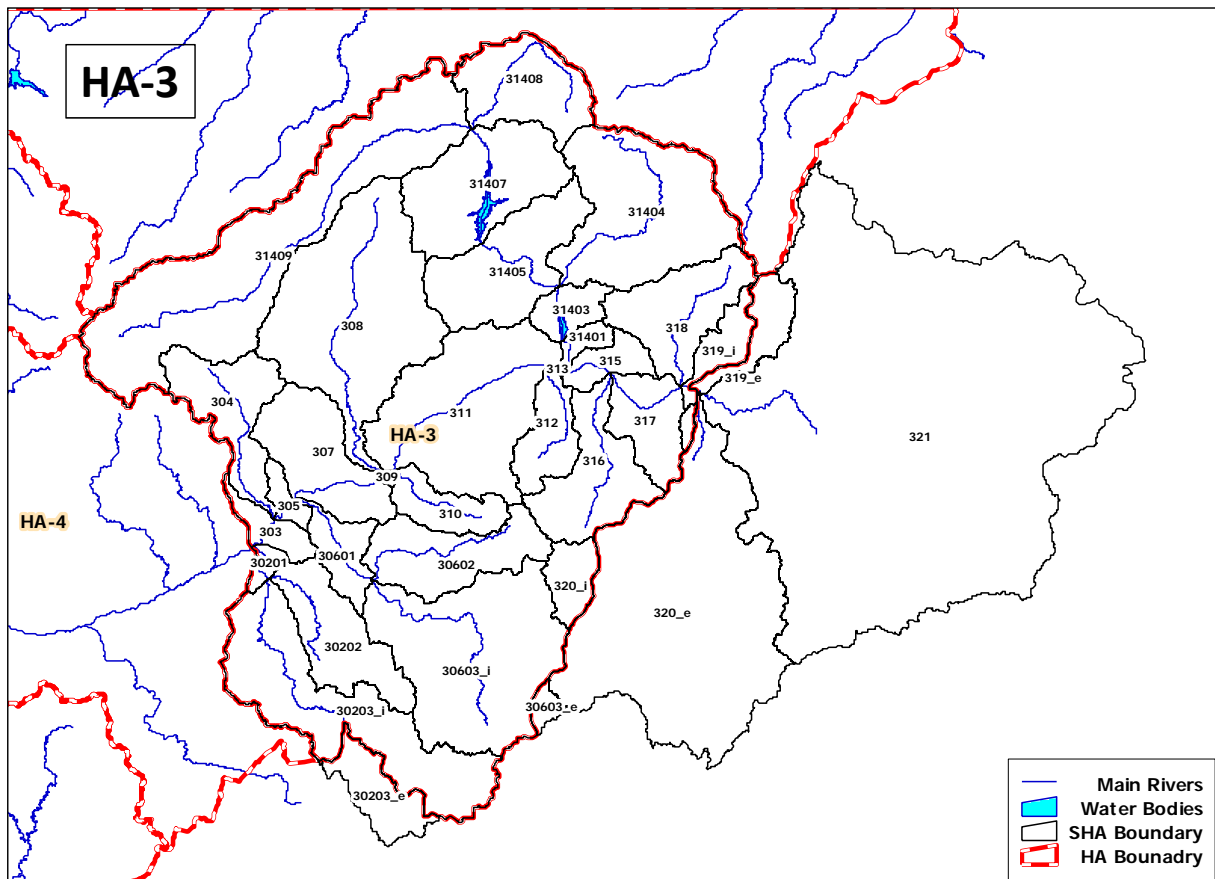 HA-3
31408
31407
31404
31409
31405
31403
308
31401
318
319_i
315
313
319_e
304
311
312
317
HA-3
321
307
316
309
305
310
HA-4
303
30601
30201
30602
320_i
320_e
30202
30603_i
30203_i
30603_e
30203_e
Main Rivers
Water Bodies
SHA Boundary
HA Bounadry